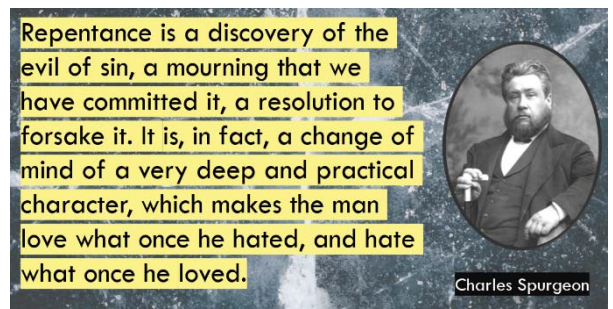 Repentance is a discovery of the
evil of sin, a mourning that we
have committed it, a resolution to
forsake it. It is, in fact, a change of
mind of a very deep and practical
character, which makes the man
love what once he hated, and hate
what once he loved.
Charles Spurgeon